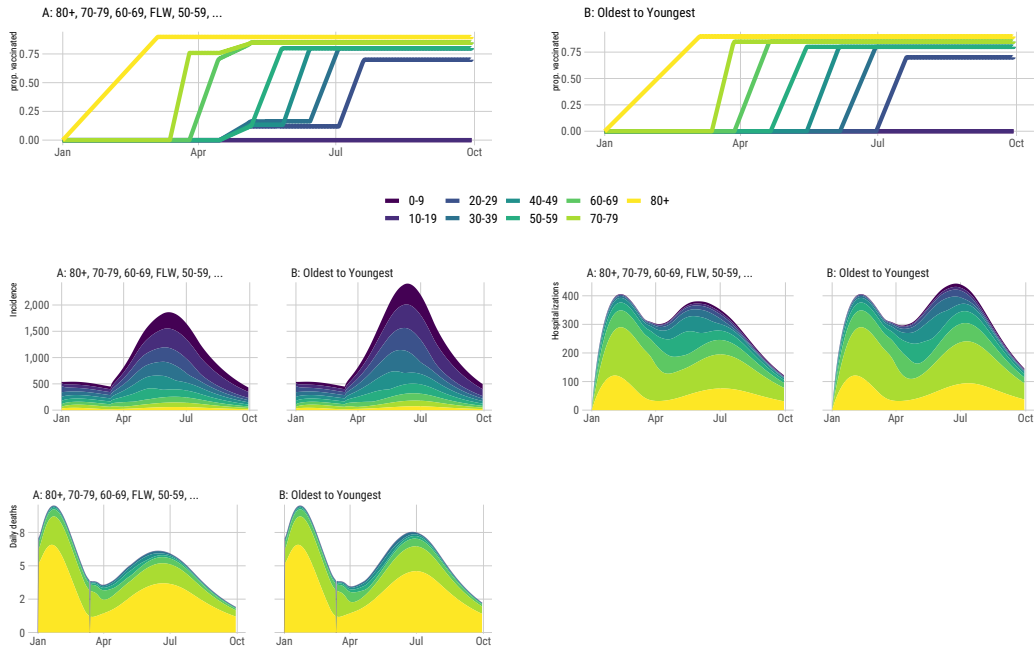 A: 80+, 70-79, 60-69, FLW, 50-59, ...
B: Oldest to Youngest
prop. vaccinated
0.75
0.50
0.25
0.00
Jan Apr Jul Oct
prop. vaccinated
0.75
0.50
0.25
0.00
Jan Apr Jul Oct
0-9 20-29 40-49 60-69 80+
10-19 30-39 50-59 70-79
A: 80+, 70-79, 60-69, FLW, 50-59, ...
B: Oldest to Youngest
Incidence
2,000
1,500
1,000
500
0
Jan Apr Jul Oct
Jan Apr Jul Oct
A: 80+, 70-79, 60-69, FLW, 50-59, ...
B: Oldest to Youngest
Hospitalizations
400
300
200
100
0
Jan Apr Jul Oct
Jan Apr Jul Oct
A: 80+, 70-79, 60-69, FLW, 50-59, ...
B: Oldest to Youngest
Daily deaths
8
5
2
0
Jan Apr Jul Oct
Jan Apr Jul Oct